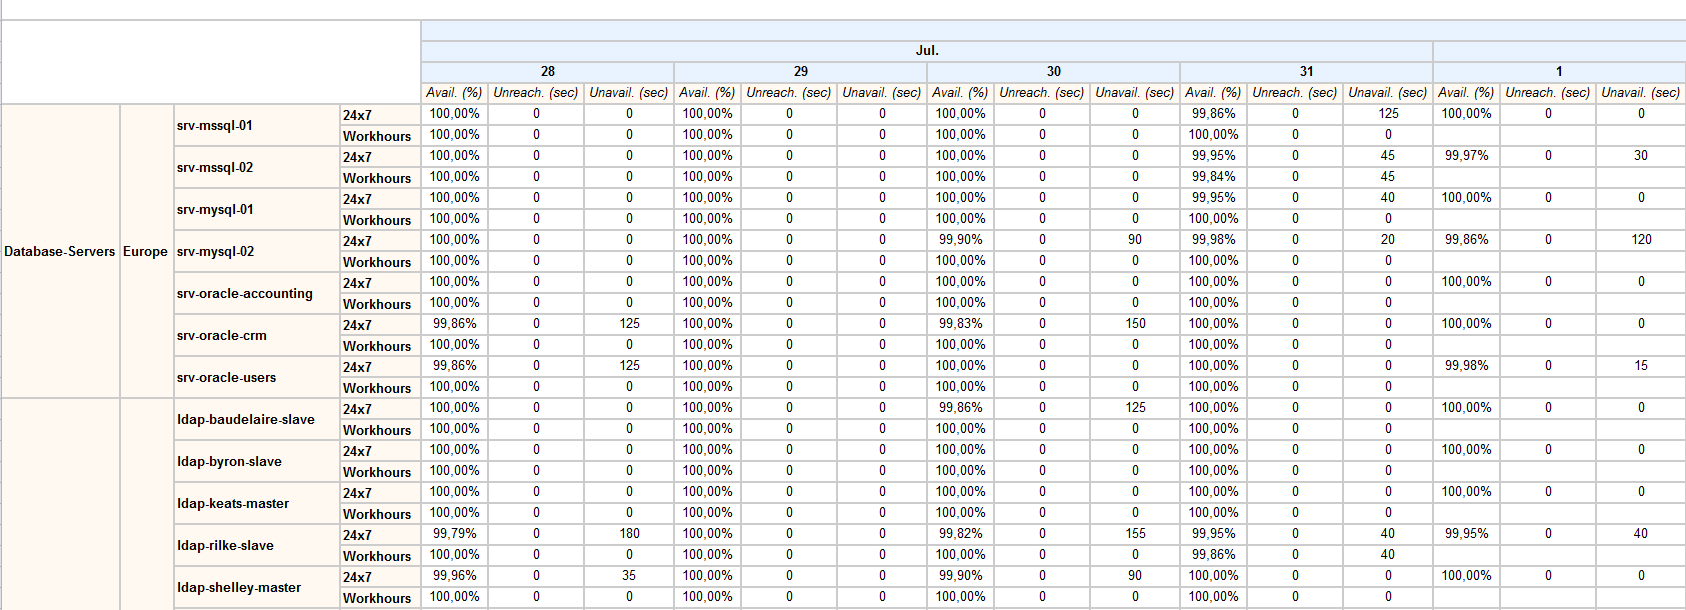 Jul.
28 29 30 31 1
Avail. (%) Unreach. (sec) Unavail. (sec) Avail. (%) Unreach. (sec) Unavail. (sec) Avail. (%) Unreach. (sec) Unavail. (sec) Avail. (%) Unreach. (sec) Unavail. (sec) Avail. (%) Unreach. (sec) Unavail. (sec)
Database-Servers Europe srv-mssql-01 24x7 100,00% 0 0 100,00% 0 0 100,00% 0 0 99,86% 0 125 100,00% 0 0
Workhours 100,00% 0 0 100,00% 0 0 100,00% 0 0 100,00% 0 0
srv-mssql-02 24x7 100,00% 0 0 100,00% 0 0 100,00% 0 0 99,95% 0 45 99,97% 0 30
Workhours 100,00% 0 0 100,00% 0 0 100,00% 0 0 99,84% 0 45
srv-mysql-01 24x7 100,00% 0 0 100,00% 0 0 100,00% 0 0 99,95% 0 40 100,00% 0 0
Workhours 100,00% 0 0 100,00% 0 0 100,00% 0 0 100,00% 0 0
srv-mysql-02 24x7 100,00% 0 0 100,00% 0 0 99,90% 0 90 99,98% 0 20 99,86% 0 120
Workhours 100,00% 0 0 100,00% 0 0 100,00% 0 0 100,00% 0 0
srv-oracle-accounting 24x7 100,00% 0 0 100,00% 0 0 100,00% 0 0 100,00% 0 0 100,00% 0 0
Workhours 100,00% 0 0 100,00% 0 0 100,00% 0 0 100,00% 0 0
srv-oracle-crm 24x7 99,86% 0 125 100,00% 0 0 99,83% 0 150 100,00% 0 0 100,00% 0 0
Workhours 100,00% 0 0 100,00% 0 0 100,00% 0 0 100,00% 0 0
srv-oracle-users 24x7 99,86% 0 125 100,00% 0 0 100,00% 0 0 100,00% 0 0 99,98% 0 15
Workhours 100,00% 0 0 100,00% 0 0 100,00% 0 0 100,00% 0 0
ldap-baudelaire-slave 24x7 100,00% 0 0 100,00% 0 0 99,86% 0 125 100,00% 0 0 100,00% 0 0
Workhours 100,00% 0 0 100,00% 0 0 100,00% 0 0 100,00% 0 0
ldap-byron-slave 24x7 100,00% 0 0 100,00% 0 0 100,00% 0 0 100,00% 0 0 100,00% 0 0
Workhours 100,00% 0 0 100,00% 0 0 100,00% 0 0 100,00% 0 0
ldap-keats-master 24x7 100,00% 0 0 100,00% 0 0 100,00% 0 0 100,00% 0 0 100,00% 0 0
Workhours 100,00% 0 0 100,00% 0 0 100,00% 0 0 100,00% 0 0
ldap-rilke-slave 24x7 99,79% 0 180 100,00% 0 0 99,82% 0 155 99,95% 0 40 99,95% 0 40
Workhours 100,00% 0 0 100,00% 0 0 100,00% 0 0 99,86% 0 40
ldap-shelley-master 24x7 99,96% 0 35 100,00% 0 0 99,90% 0 90 100,00% 0 0 100,00% 0 0
Workhours 100,00% 0 0 100,00% 0 0 100,00% 0 0 100,00% 0 0